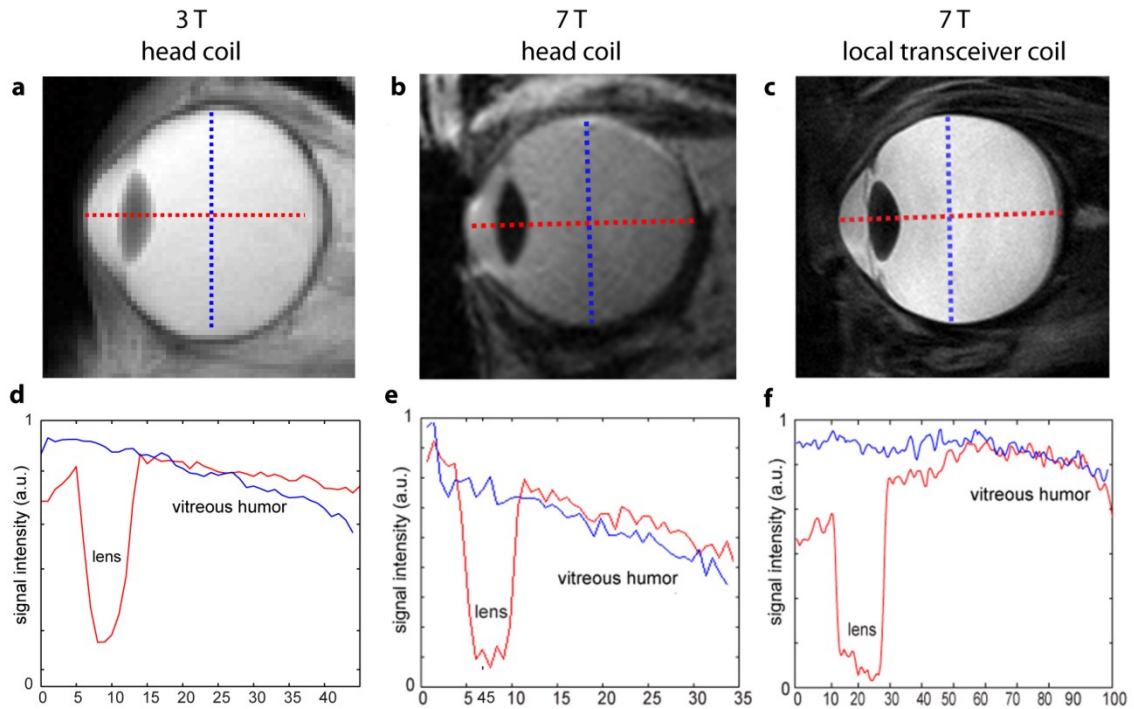 3 T
head coil
7 T
head coil
7 T
local transceiver coil
a
b
c
d
1
signal intensity (a.u.)
lens
vitreous humor
0
0 5 10 15 20 25 30 35 40
e
1
signal intensity (a.u.)
lens
vitreous humor
0
0 5 45 10 15 20 25 30 35
f
1
signal intensity (a.u.)
lens
vitreous humor
0
0 10 20 30 40 50 60 70 80 90 100